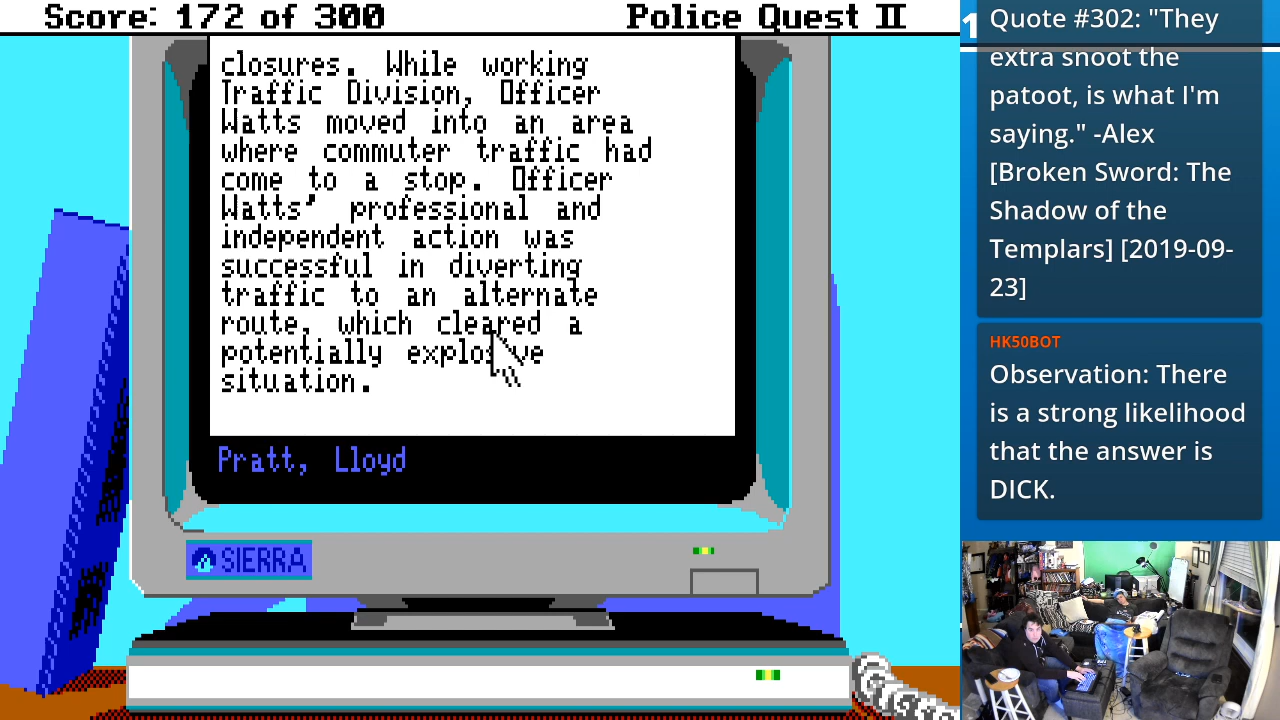 Score: 172 of 300
Police Quest II
closures. While working
Traffic Division, Officer
Watts moved into an area
where commuter traffic had
come to a stop. Officer
Watts' professional and
independent action was
successful in diverting
traffic to an alternate
route, which cleared a
potentially explosive
situation.
Pratt, Lloyd
SIERRA
1
Quote #302: "They
extra snoot the
patoot, is what I'm
saying." -Alex
[Broken Sword: The
Shadow of the
Templars] [2019-09-
23]
HK50BOT
Observation: There
is a strong likelihood
that the answer is
DICK.